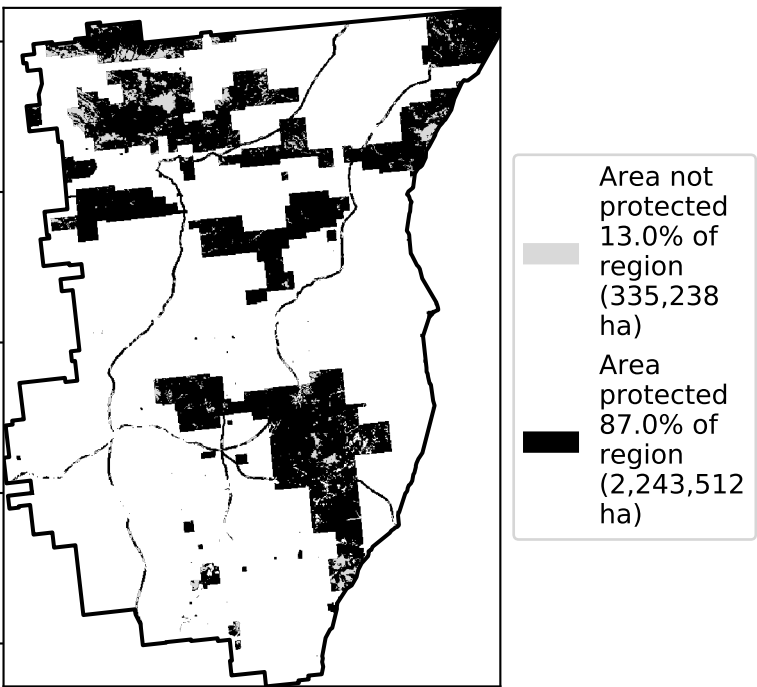 Area not
protected
13.0% of
region
(335,238
ha)
Area
protected
87.0% of
region
(2,243,512
ha)